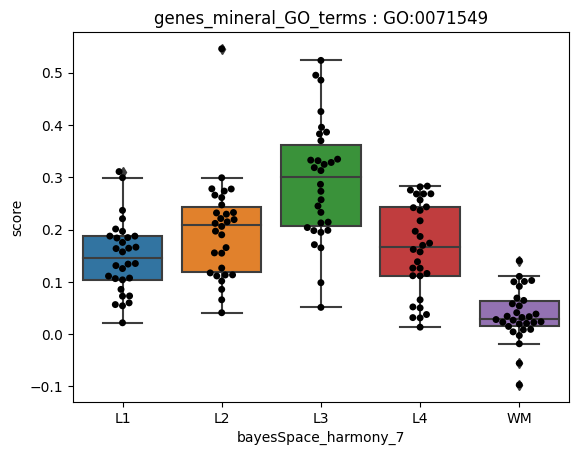 genes_mineral_GO_terms : GO:0071549
0.5
0.4
0.3
0.2
0.1
0.0
−0.1
score
L1 L2 L3 L4 WM
bayesSpace_harmony_7